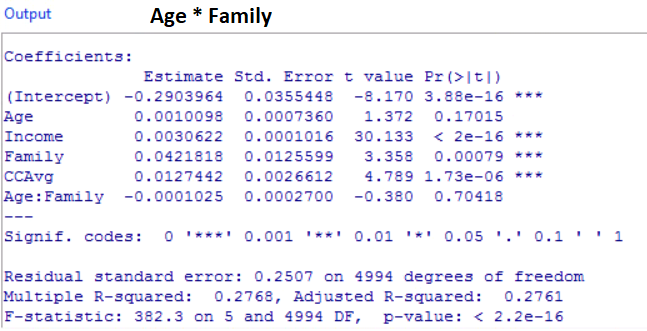 Output
Age * Family
Coefficients:
Estimate Std. Error t value Pr(>|t|)
(Intercept) -0.2903964 0.0355448 -8.170 3.88e-16 ***
Age 0.0010098 0.0007360 1.372 0.17015
Income 0.0030622 0.0001016 30.133 < 2e-16 ***
Family 0.0421818 0.0125599 3.358 0.00079 ***
CCAvg 0.0127442 0.0026612 4.789 1.73e-06 ***
Age:Family -0.0001025 0.0002700 -0.380 0.70418
---
Signif. codes: 0 '***' 0.001 '**' 0.01 '*' 0.05 '.' 0.1 ' ' 1
Residual standard error: 0.2507 on 4994 degrees of freedom
Multiple R-squared: 0.2768, Adjusted R-squared: 0.2761
F-statistic: 382.3 on 5 and 4994 DF, p-value: < 2.2e-16